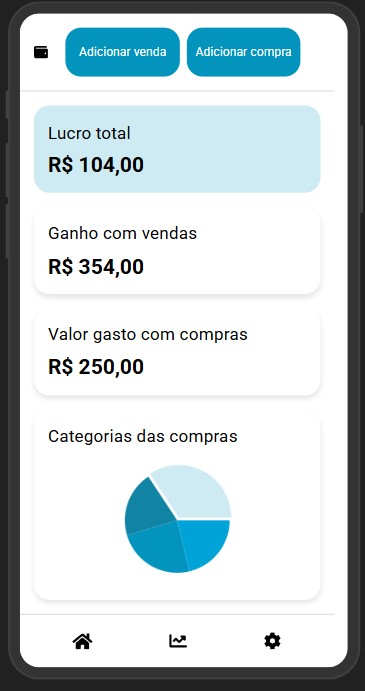 Adicionar venda
Adicionar compra
Lucro total
R$ 104,00
Ganho com vendas
R$ 354,00
Valor gasto com compras
R$ 250,00
Categorias das compras